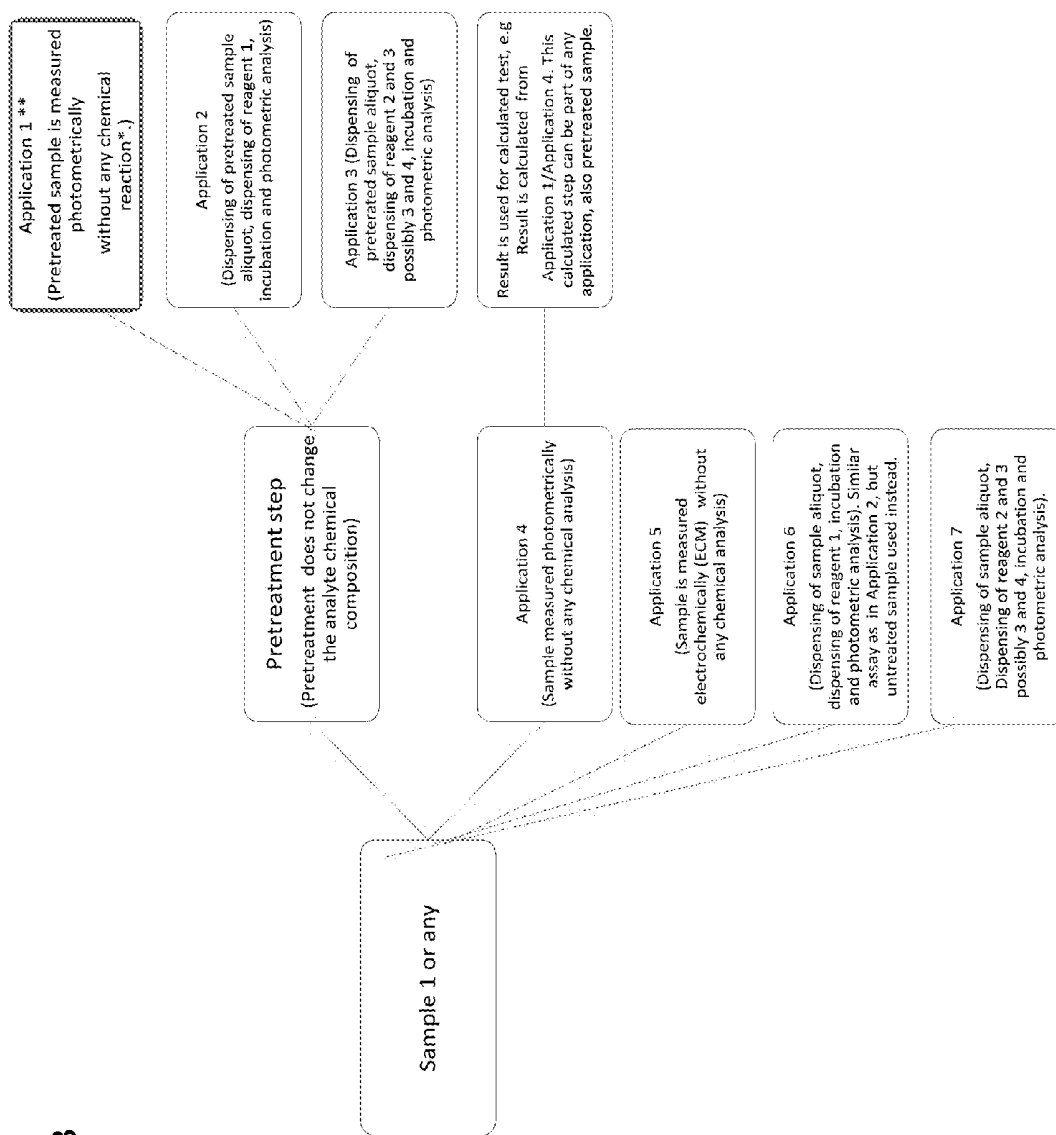 Sample 1 or any
Pretreatment step
(Pretreatment does not change
the analyte chemical
composition)
Application 1 **
(Pretreated sample is measured
photometrically
without any chemical
reaction*.)
Application 2
(Dispensing of pretreated sample
aliquot, dispensing of reagent 1,
incubation and photometric analysis)
Application 3 (Dispensing of
preterated sample aliquot,
dispensing of reagent 2 and 3
possibly 3 and 4, incubation and
photometric analysis)
Application 4
(Sample measured photometrically
without any chemical analysis)
Result is used for calculated test, e.g
Result is calculated from
Application 1/Application 4. This
calculated step can be part of any
application, also pretreated sample.
Application 5
(Sample is measured
electrochemically (ECM) without
any chemical analysis)
Application 6
(Dispensing of sample aliquot,
dispensing of reagent 1, incubation
and photometric analysis). Similar
assay as in Application 2, but
untreated sample used instead.
Application 7
(Dispensing of sample aliquot,
Dispensing of reagent 2 and 3
possibly 3 and 4, incubation and
photometric analysis).